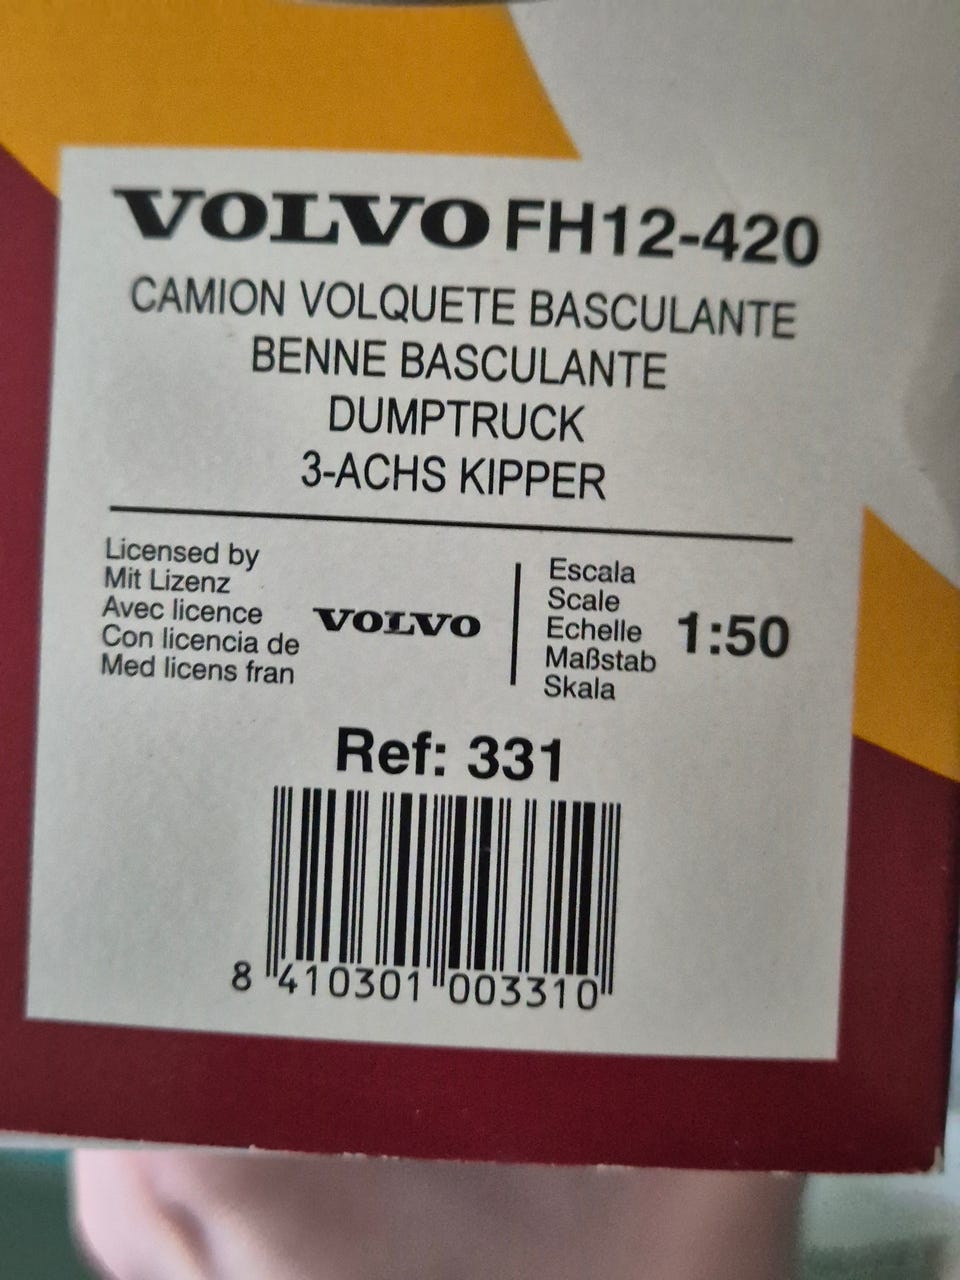 VOLVO FH12-420
CAMION VOLQUETE BASCULANTE
BENNE BASCULANTE
DUMPTRUCK
3-ACHS KIPPER
Licensed by
Mit Lizenz
Avec licence
Con licencia de
Med licens fran
VOLVO
Escala
Scale
Echelle
Maßstab
Skala
1:50
Ref: 331
8 410301 003310